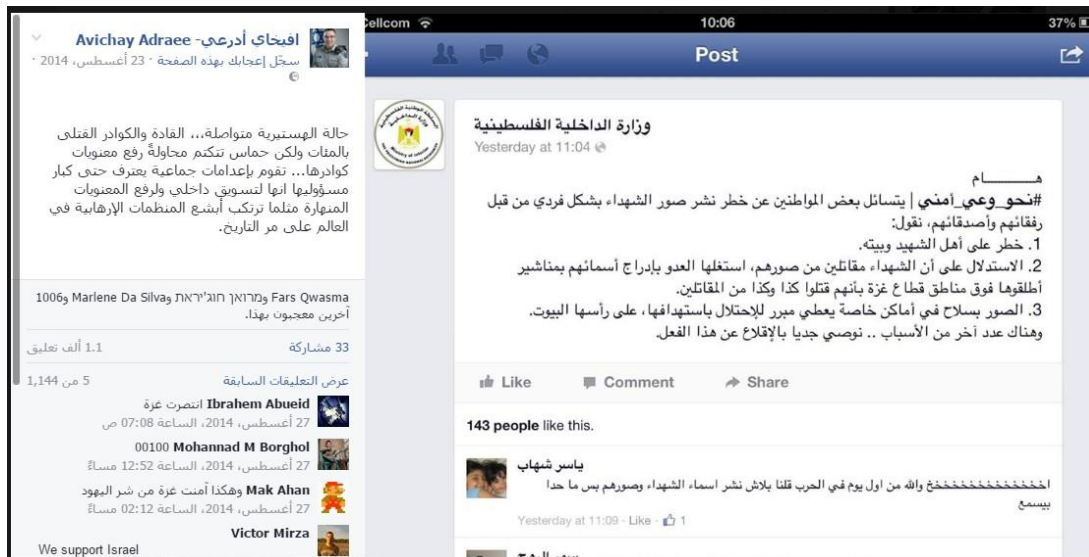 افيخاي أدرعي- Avichay Adraee
سجّل إعجابك بهذه الصفحة · 23 أغسطس، 2014 ·
حالة الهستيرية متواصلة... القادة والكوادر القتلى
بالمئات ولكن حماس تتكتم محاولةً رفع معنويات
كوادرها... تقوم بإعدامات جماعية يعترف حتى كبار
مسؤوليها انها لتسويق داخلي ولرفع المعنويات
المنهارة مثلما ترتكب أبشع المنظمات الإرهابية في
العالم على مر التاريخ.
Fars Qwasma وמרואן חוג'יראת وMarlene Da Silva و1006
آخرين معجبون بهذا.
33 مشاركة
1.1 ألف تعليق
عرض التعليقات السابقة
5 من 1,144
Ibrahem Abueid انتصرت غزة
27 أغسطس، 2014، الساعة 07:08 ص
Mohannad M Borghol 00100
27 أغسطس، 2014، الساعة 12:52 مساءً
Mak Ahan وهكذا آمنت غزة من شر اليهود
27 أغسطس، 2014، الساعة 02:12 مساءً
Victor Mirza
We support Israel
Cellcom
10:06
37%
Post
وزارة الداخلية الفلسطينية
Yesterday at 11:04
هـــــــام
#نحو_وعي_أمني | يتسائل بعض المواطنين عن خطر نشر صور الشهداء بشكل فردي من قبل
رفقائهم وأصدقائهم، نقول:
1. خطر على أهل الشهيد وبيته.
2. الاستدلال على أن الشهداء مقاتلين من صورهم، استغلها العدو بإدراج أسمائهم بمناشير
أطلقوها فوق مناطق قطاع غزة بأنهم قتلوا كذا وكذا من المقاتلين.
3. الصور بسلاح في أماكن خاصة يعطي مبرر للإحتلال باستهدافها، على رأسها البيوت.
وهناك عدد آخر من الأسباب .. نوصي جديا بالإقلاع عن هذا الفعل.
Like
Comment
Share
143 people like this.
ياسر شهاب
اخخخخخخخخخخخخخ والله من اول يوم في الحرب قلنا بلاش نشر اسماء الشهداء وصورهم بس ما حدا
بيسمع
Yesterday at 11:09 · Like · 1